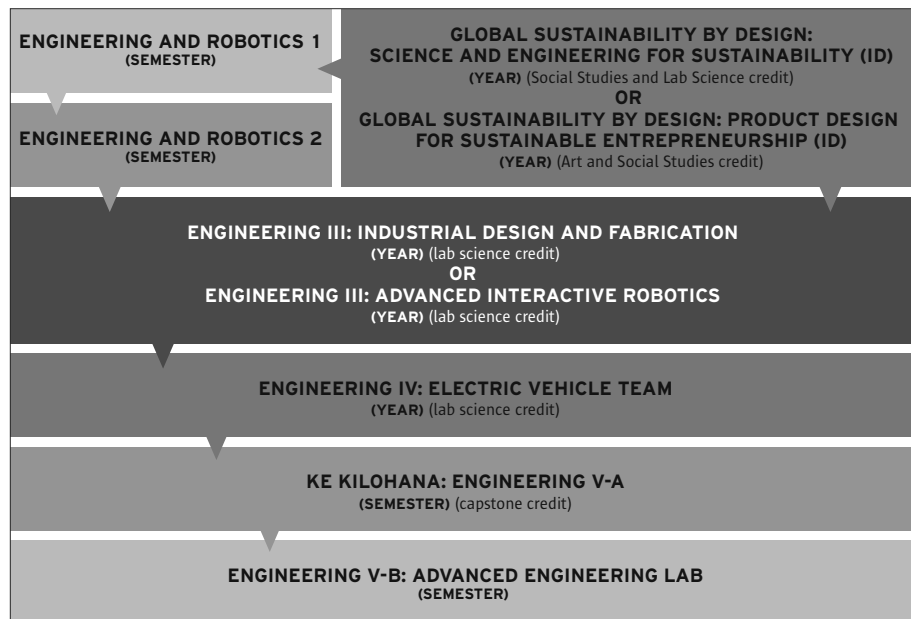 ENGINEERING AND ROBOTICS 1
(SEMESTER)
ENGINEERING AND ROBOTICS 2
(SEMESTER)
GLOBAL SUSTAINABILITY BY DESIGN:
SCIENCE AND ENGINEERING FOR SUSTAINABILITY (ID)
(YEAR) (Social Studies and Lab Science credit)
OR
GLOBAL SUSTAINABILITY BY DESIGN: PRODUCT DESIGN
FOR SUSTAINABLE ENTREPRENEURSHIP (ID)
(YEAR) (Art and Social Studies credit)
ENGINEERING III: INDUSTRIAL DESIGN AND FABRICATION
(YEAR) (lab science credit)
OR
ENGINEERING III: ADVANCED INTERACTIVE ROBOTICS
(YEAR) (lab science credit)
ENGINEERING IV: ELECTRIC VEHICLE TEAM
(YEAR) (lab science credit)
KE KILOHANA: ENGINEERING V-A
(SEMESTER) (capstone credit)
ENGINEERING V-B: ADVANCED ENGINEERING LAB
(SEMESTER)